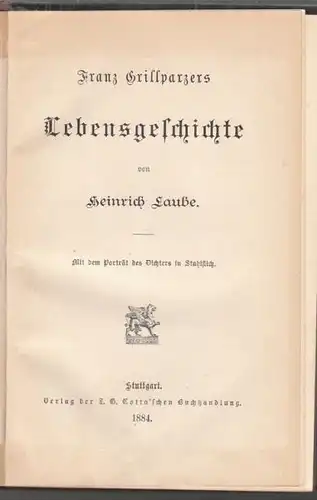 Franz Grillparzers
Lebensgeschichte
von
Heinrich Laube.
Mit dem Porträt des Dichters in Stahlstich.
Stuttgart.
Verlag der J. G. Cotta'schen Buchhandlung.
1884.